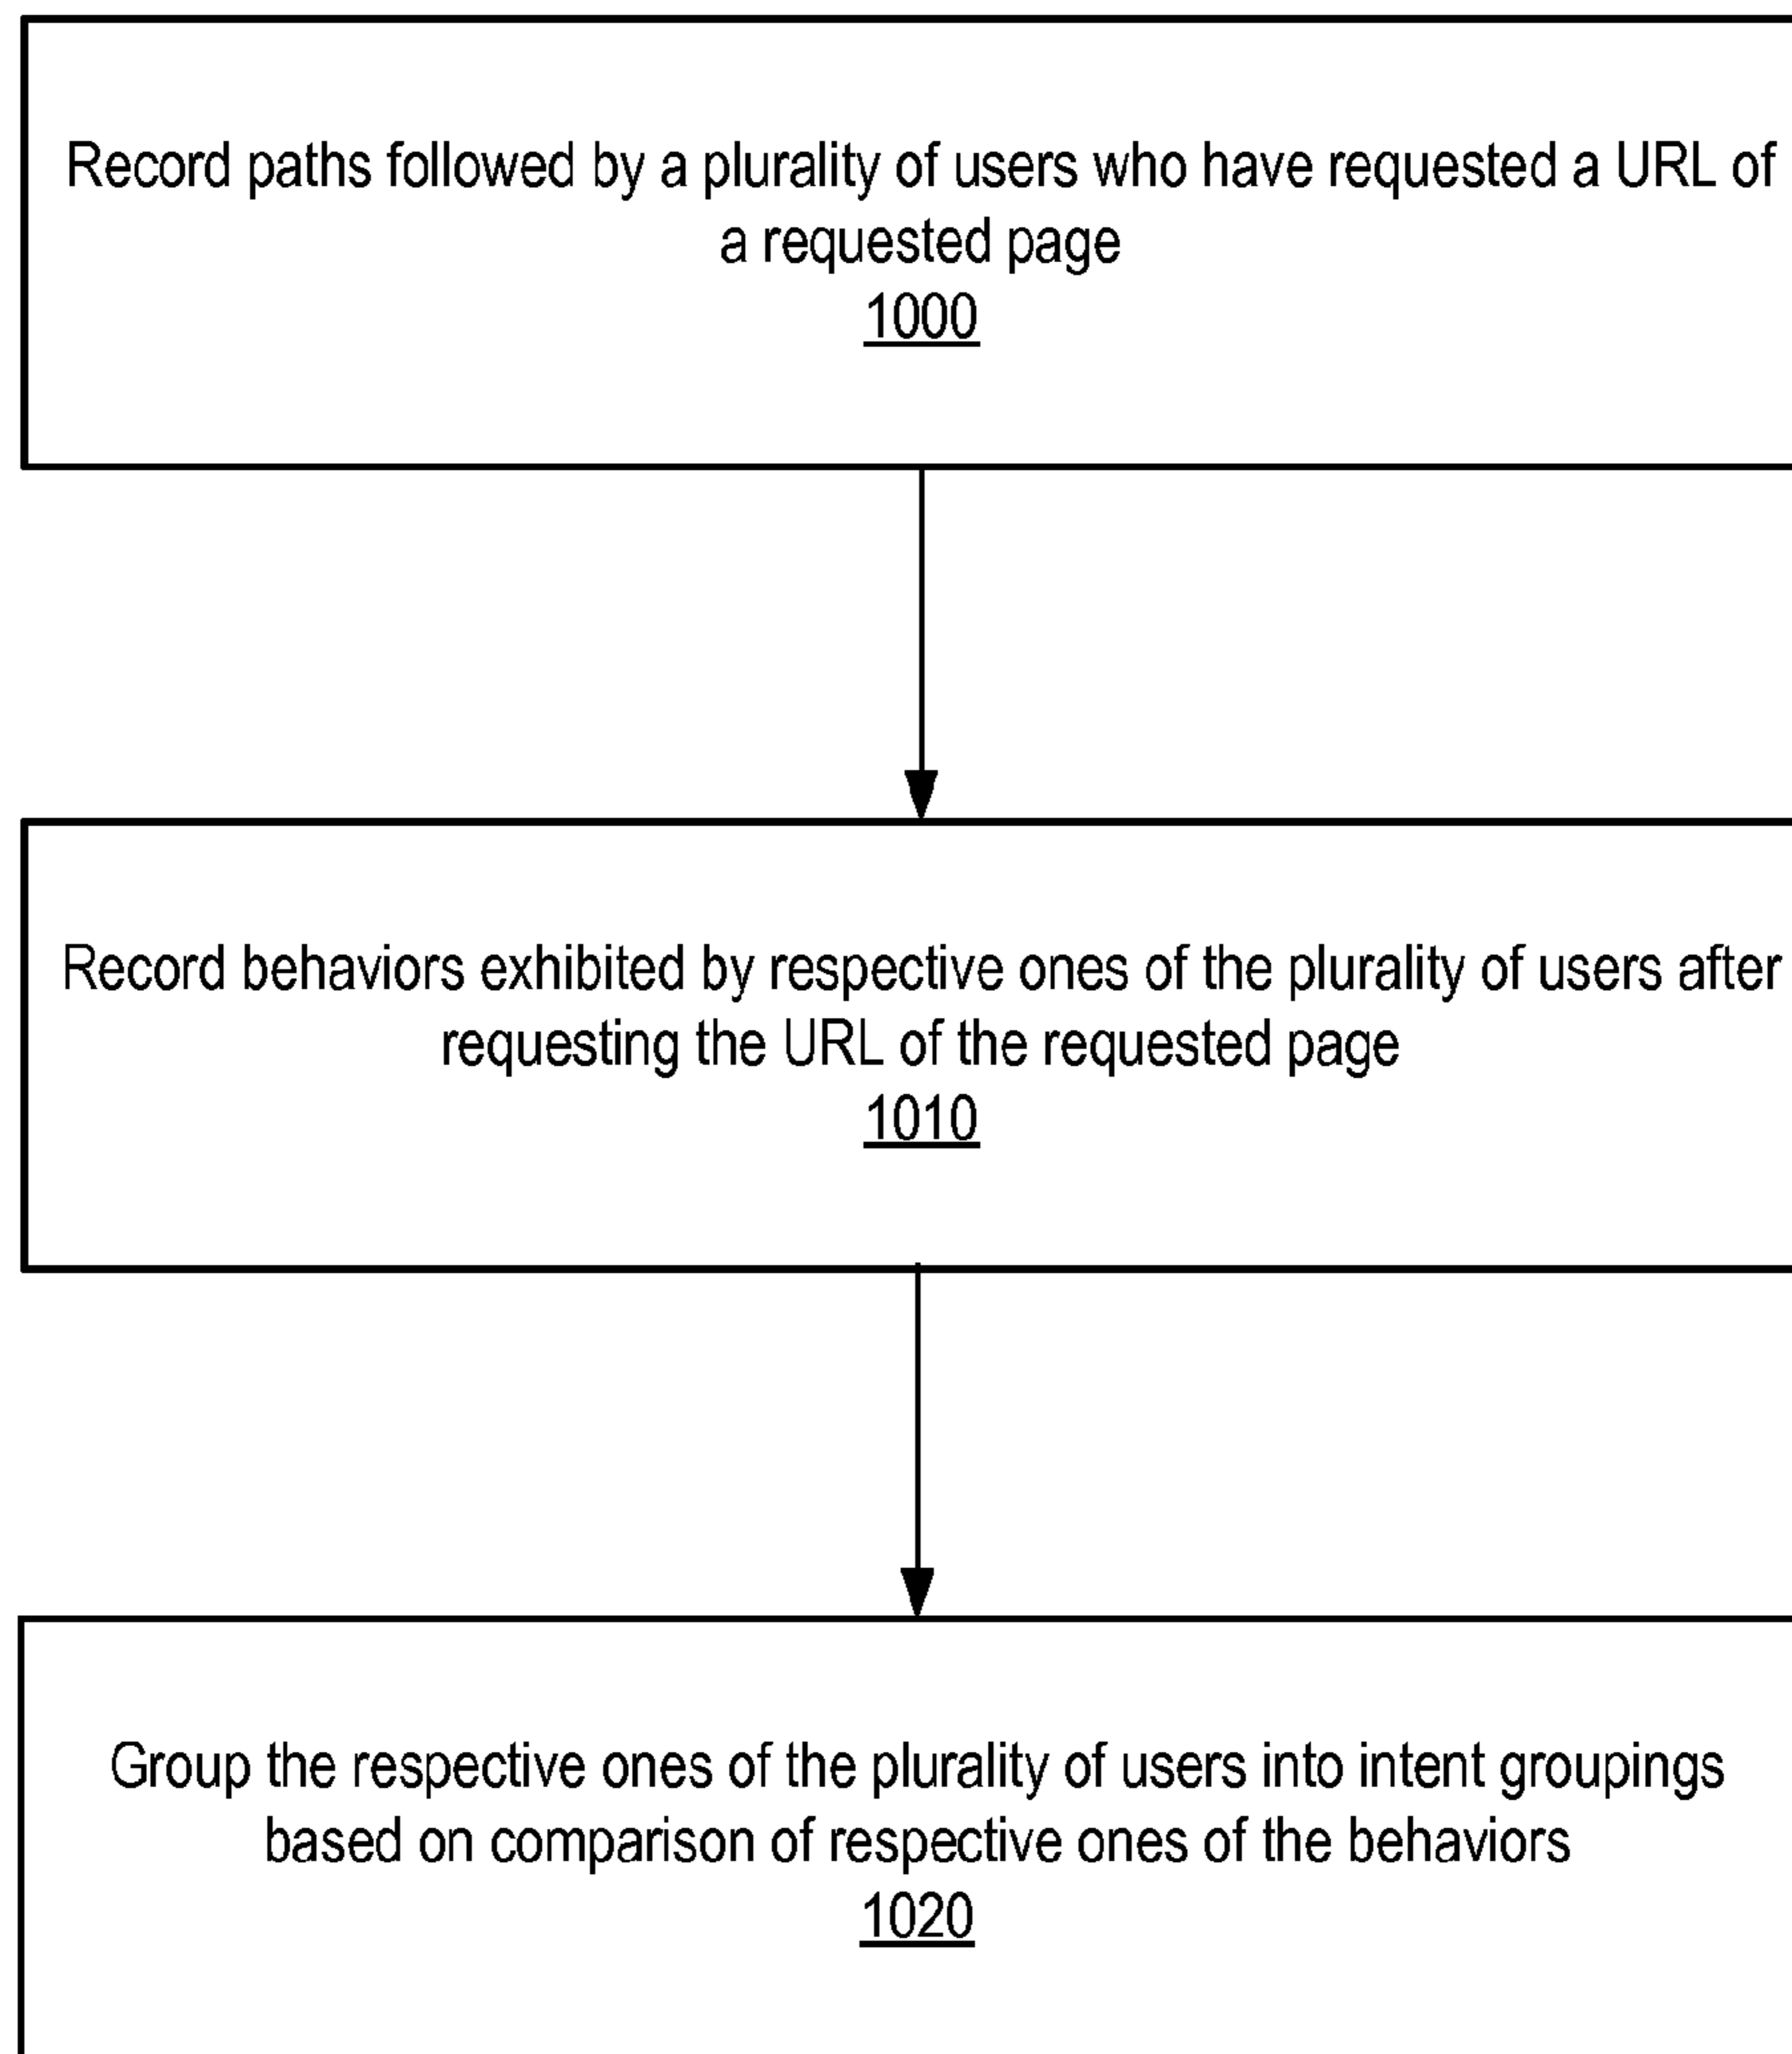 Record paths followed by a plurality of users who have requested a URL of
a requested page
1000
Record behaviors exhibited by respective ones of the plurality of users after
requesting the URL of the requested page
1010
Group the respective ones of the plurality of users into intent groupings
based on comparison of respective ones of the behaviors
1020